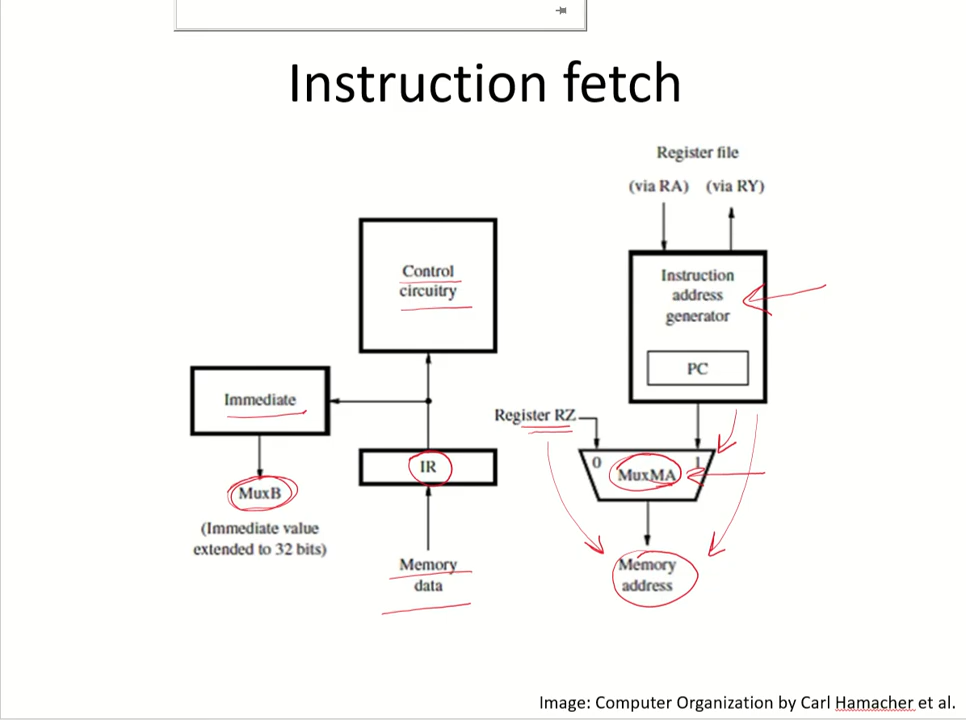 Instruction fetch
Register file
(via RA) (via RY)
Control
circuitry
Instruction
address
generator
PC
Immediate
Register RZ
IR
0
1
MuxMA
MuxB
(Immediate value
extended to 32 bits)
Memory
data
Memory
address
Image: Computer Organization by Carl Hamacher et al.